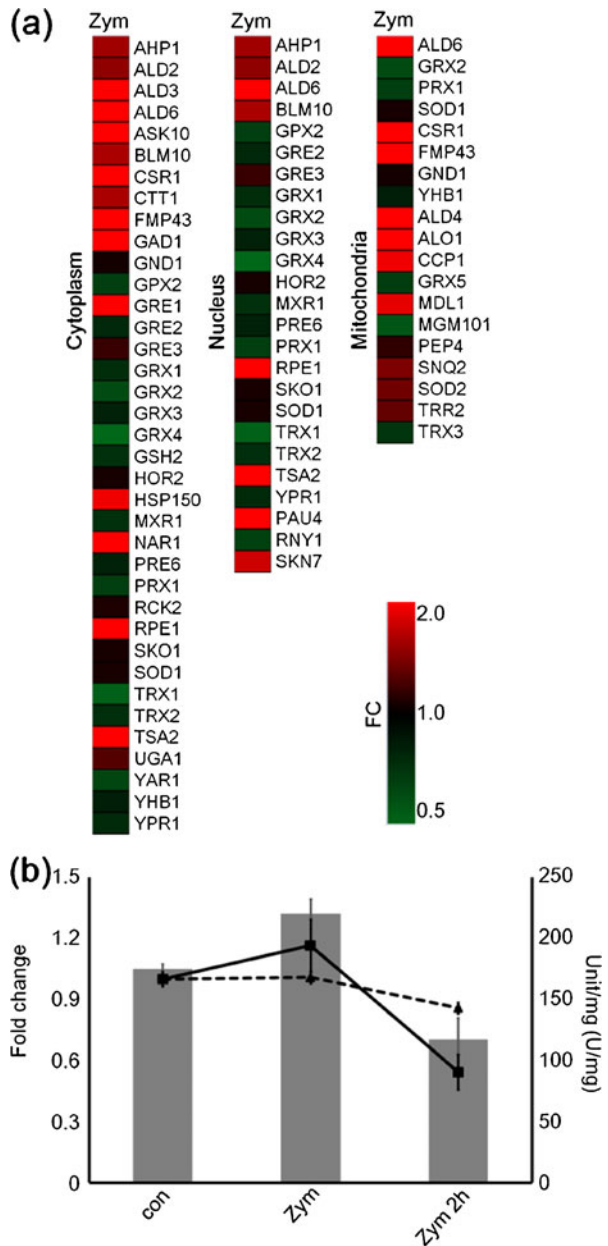 (a)
Zym
Cytoplasm
AHP1
ALD2
ALD3
ALD6
ASK10
BLM10
CSR1
CTT1
FMP43
GAD1
GND1
GPX2
GRE1
GRE2
GRE3
GRX1
GRX2
GRX3
GRX4
GSH2
HOR2
HSP150
MXR1
NAR1
PRE6
PRX1
RCK2
RPE1
SKO1
SOD1
TRX1
TRX2
TSA2
UGA1
YAR1
YHB1
YPR1
Zym
Nucleus
AHP1
ALD2
ALD6
BLM10
GPX2
GRE2
GRE3
GRX1
GRX2
GRX3
GRX4
HOR2
MXR1
PRE6
PRX1
RPE1
SKO1
SOD1
TRX1
TRX2
TSA2
YPR1
PAU4
RNY1
SKN7
Zym
Mitochondria
ALD6
GRX2
PRX1
SOD1
CSR1
FMP43
GND1
YHB1
ALD4
ALO1
CCP1
GRX5
MDL1
MGM101
PEP4
SNQ2
SOD2
TRR2
TRX3
FC
2.0
1.0
0.5
(b)
Fold change
1.5
1.2
0.9
0.6
0.3
0
250
200
150
100
50
0
Unit/mg (U/mg)
con
Zym
Zym 2h